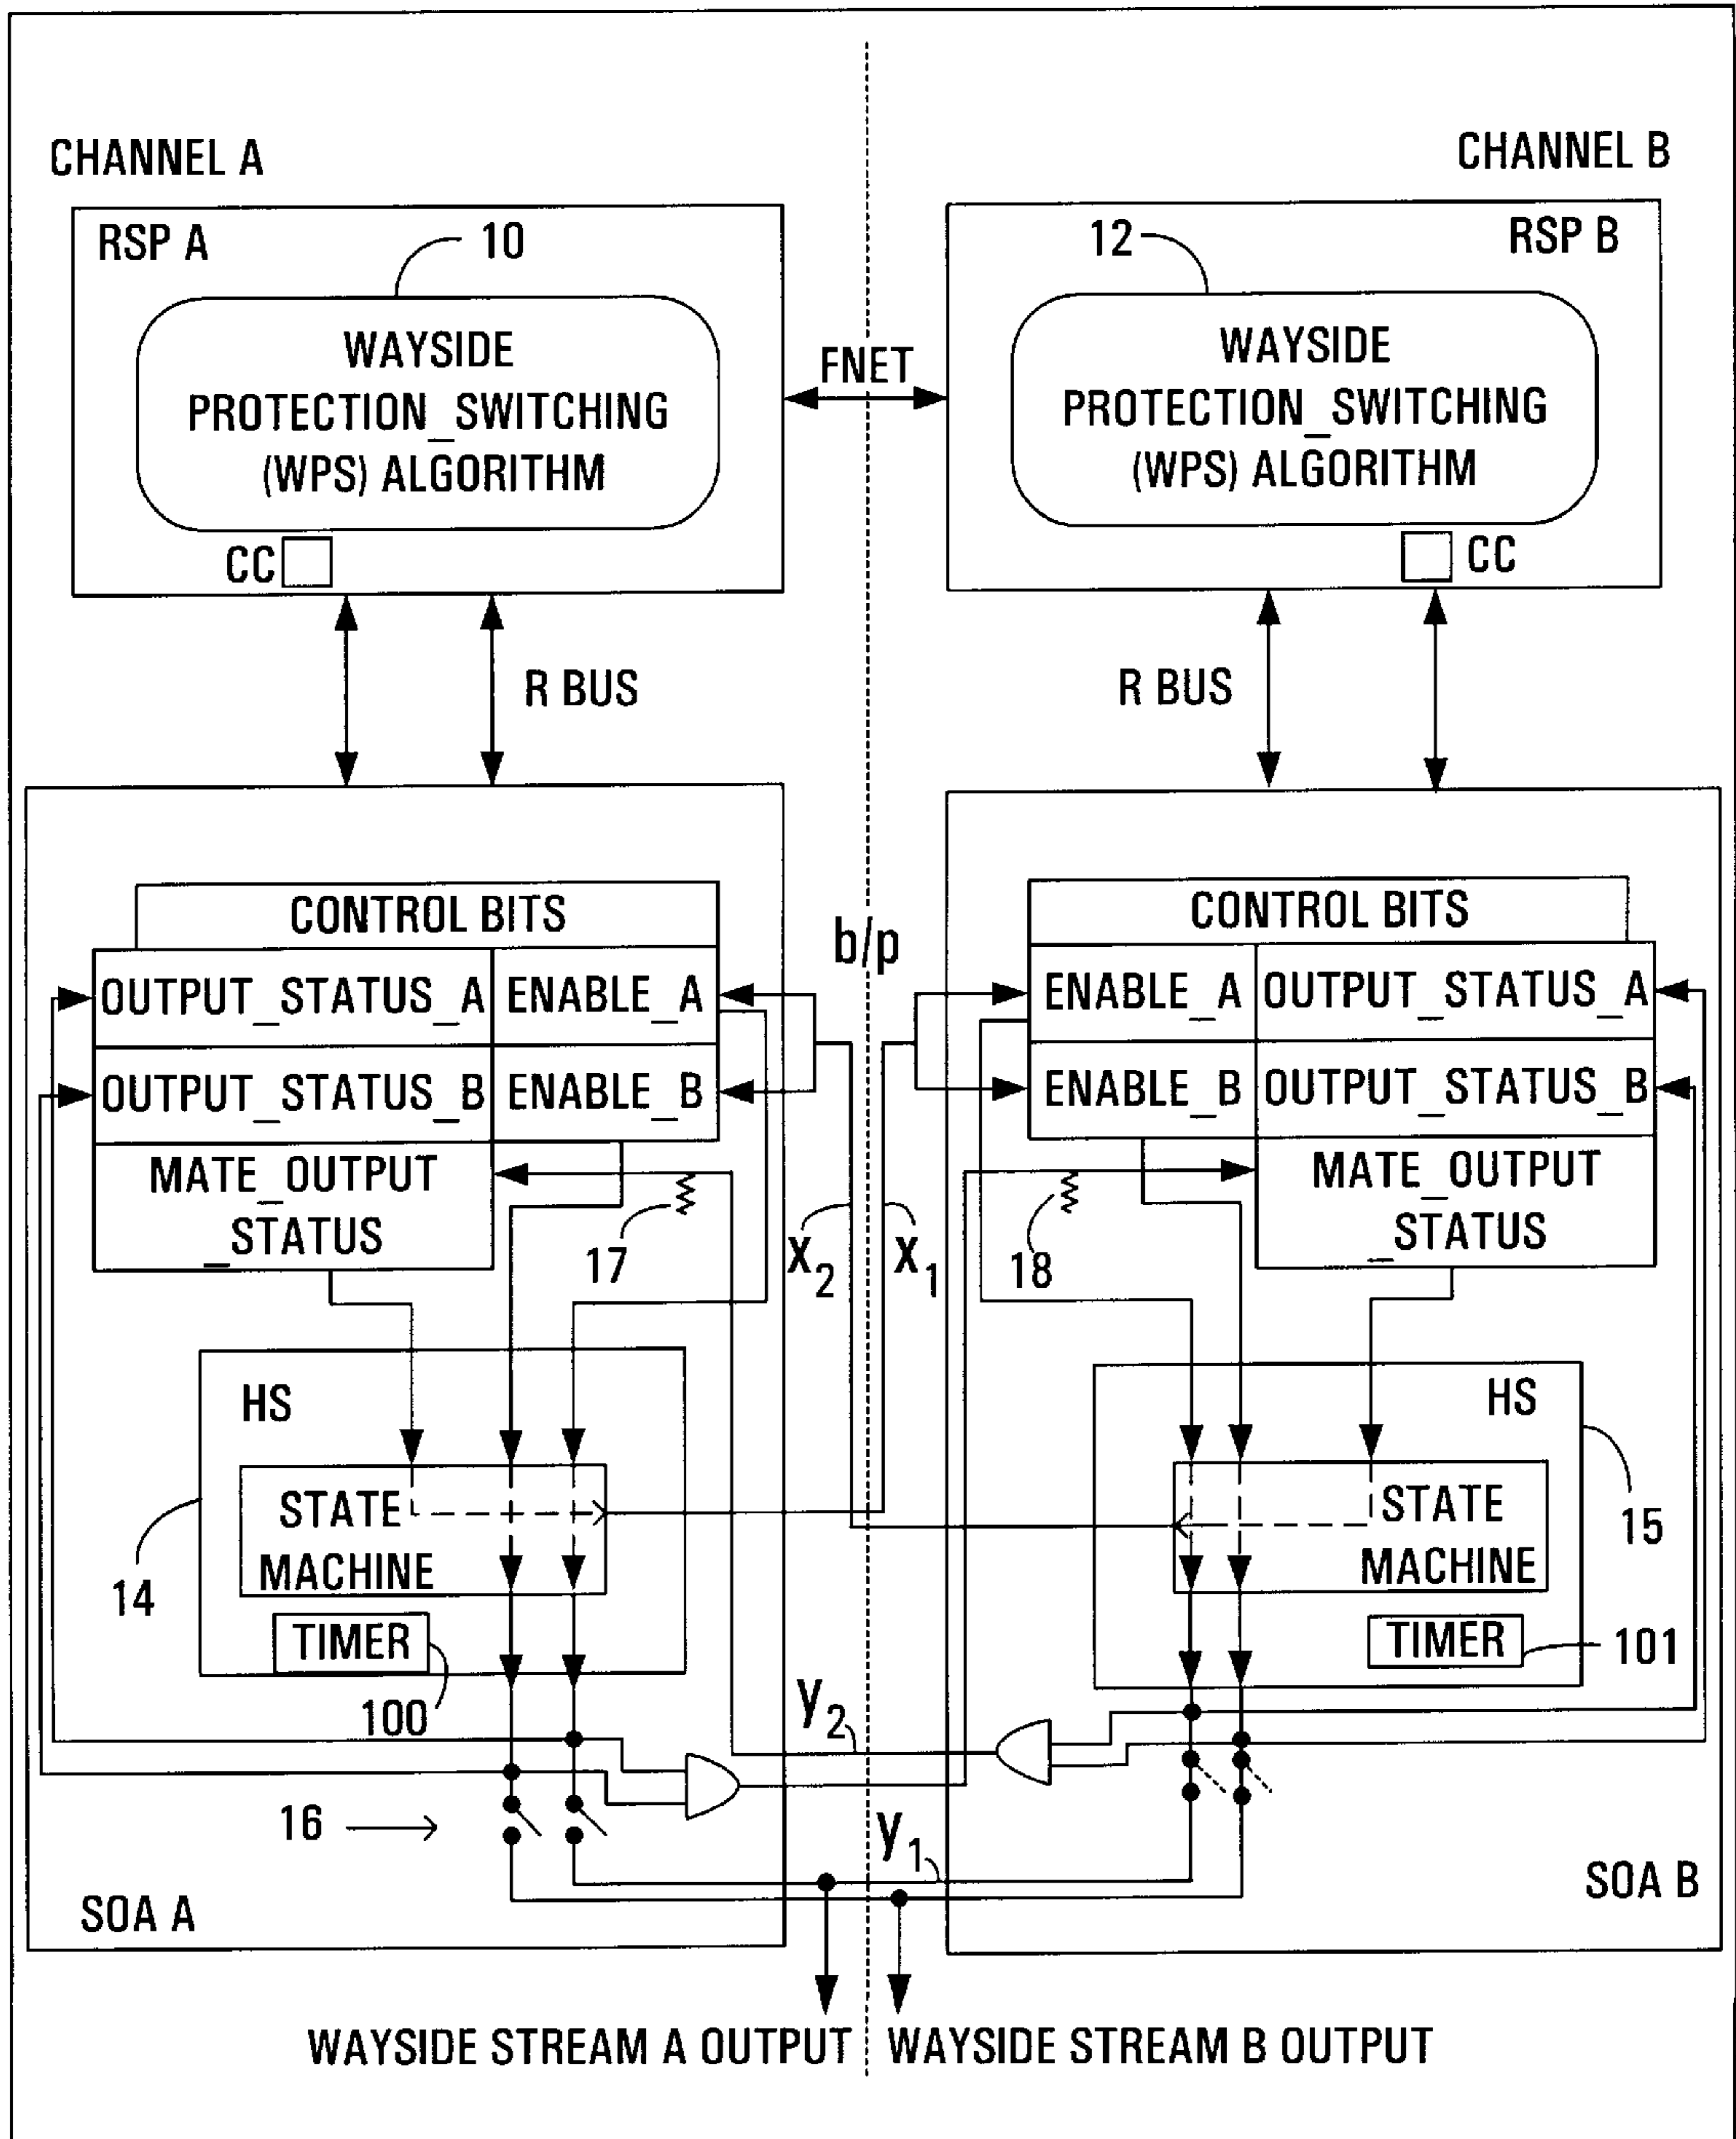 CHANNEL A
CHANNEL B
RSP A
10
WAYSIDE
PROTECTION_SWITCHING
(WPS) ALGORITHM
CC
FNET
12
RSP B
WAYSIDE
PROTECTION_SWITCHING
(WPS) ALGORITHM
CC
R BUS
R BUS
CONTROL BITS
OUTPUT_STATUS_A
ENABLE_A
OUTPUT_STATUS_B
ENABLE_B
MATE_OUTPUT
_STATUS
b/p
CONTROL BITS
ENABLE_A
OUTPUT_STATUS_A
ENABLE_B
OUTPUT_STATUS_B
MATE_OUTPUT
_STATUS
17
X2
X1
18
HS
STATE
MACHINE
TIMER
14
100
HS
STATE
MACHINE
TIMER
15
101
y2
16
y1
SOA A
SOA B
WAYSIDE STREAM A OUTPUT
WAYSIDE STREAM B OUTPUT